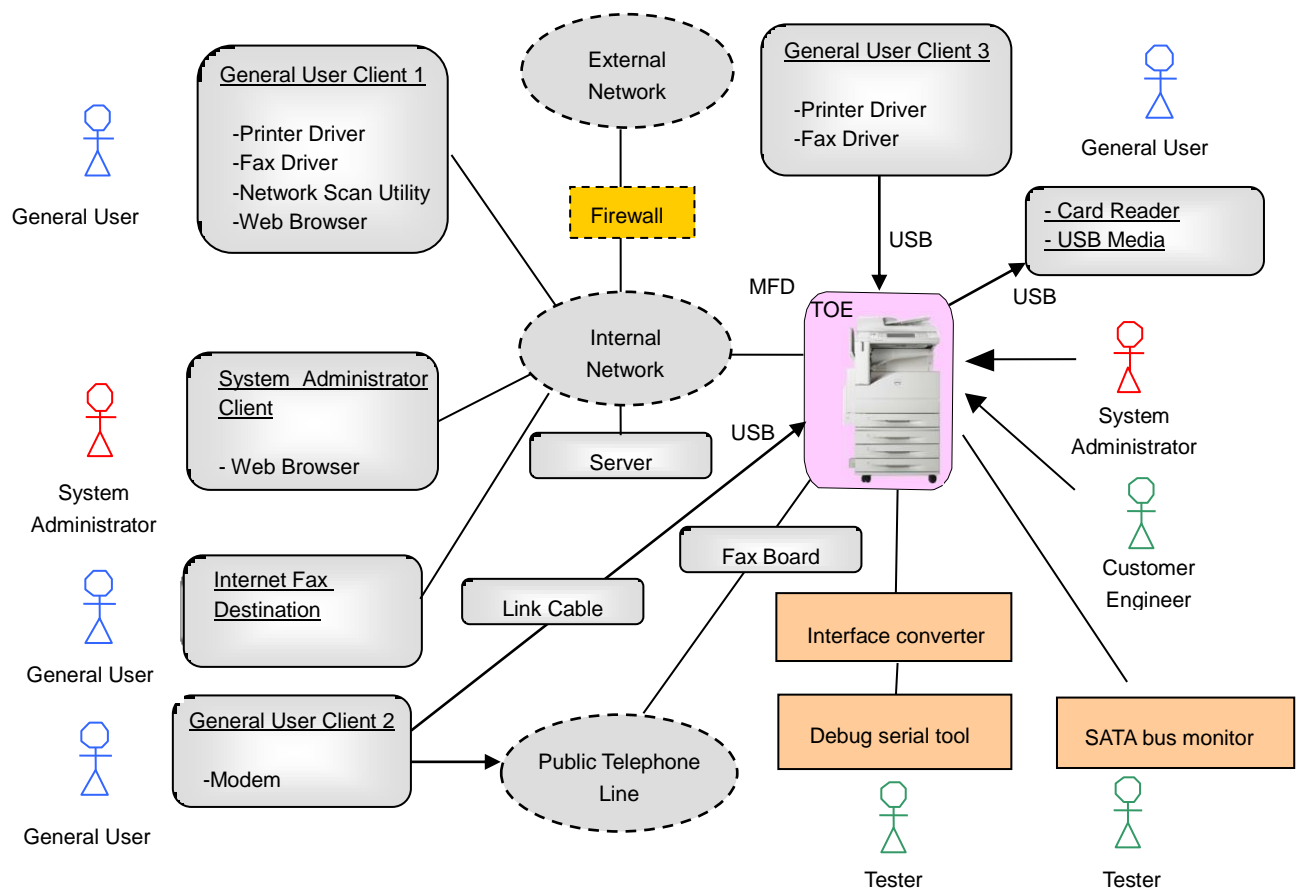 General User Client 1
-Printer Driver
-Fax Driver
-Network Scan Utility
-Web Browser
General User
External
Network
Firewall
General User Client 3
-Printer Driver
-Fax Driver
General User
- Card Reader
- USB Media
USB
USB
MFD
TOE
Internal
Network
System Administrator
Client
- Web Browser
System
Administrator
Server
USB
System
Administrator
Customer
Engineer
Internet Fax
Destination
General User
Link Cable
Fax Board
Interface converter
General User Client 2
-Modem
General User
Public Telephone
Line
Debug serial tool
SATA bus monitor
Tester
Tester